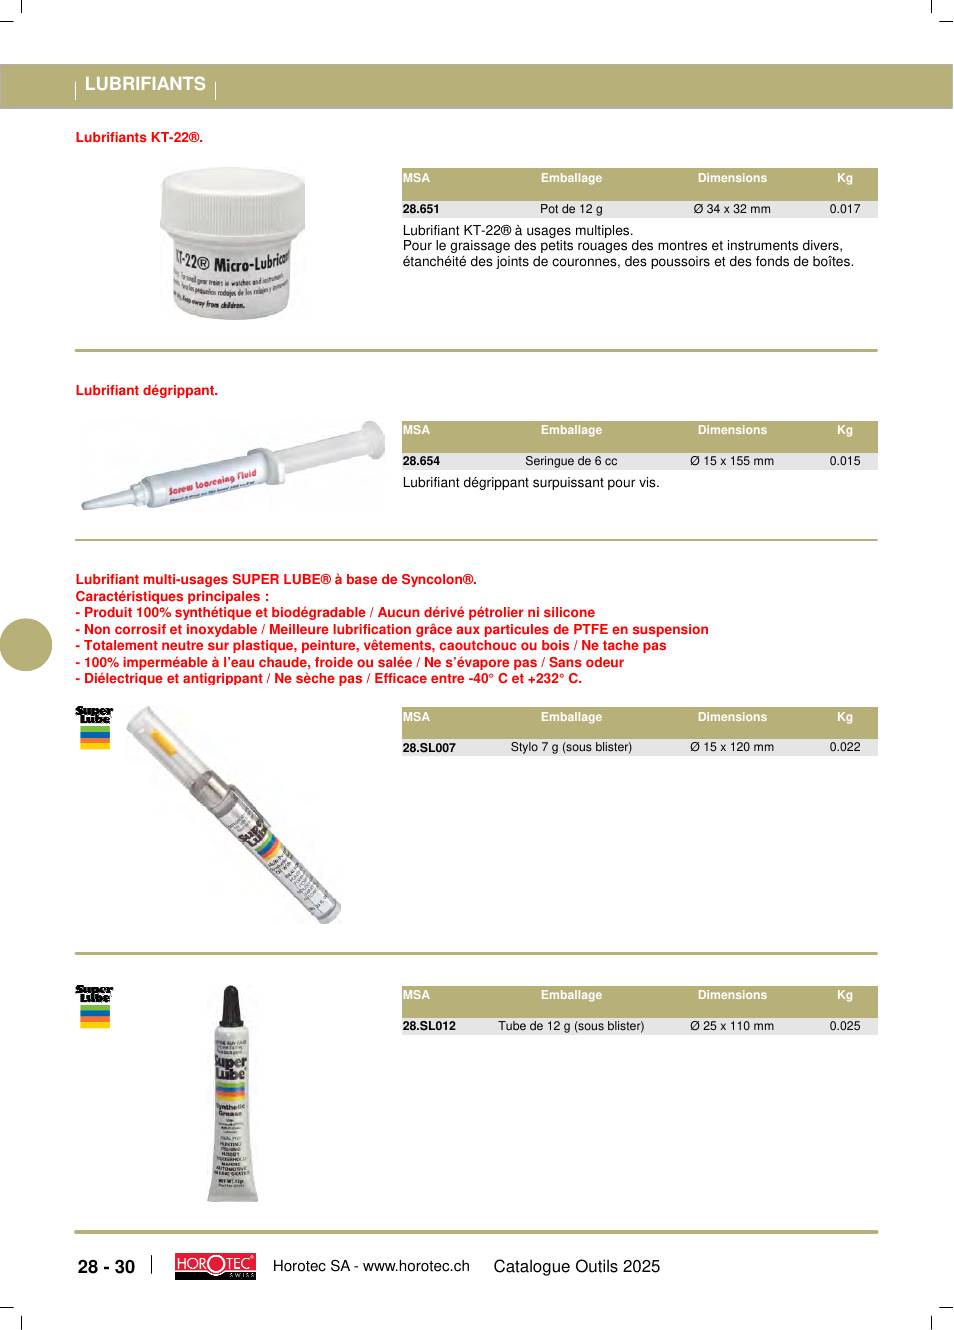 LUBRIFIANTS
Lubrifiants KT-22®.
KT-22® Micro-Lubricant
For small gear trains in watches and instruments
Keep away from children.
MSA Emballage Dimensions Kg
28.651 Pot de 12 g Ø 34 x 32 mm 0.017
Lubrifiant KT-22® à usages multiples.
Pour le graissage des petits rouages des montres et instruments divers,
étanchéité des joints de couronnes, des poussoirs et des fonds de boîtes.
Lubrifiant dégrippant.
Screw Loosening Fluid
MSA Emballage Dimensions Kg
28.654 Seringue de 6 cc Ø 15 x 155 mm 0.015
Lubrifiant dégrippant surpuissant pour vis.
Lubrifiant multi-usages SUPER LUBE® à base de Syncolon®.
Caractéristiques principales :
- Produit 100% synthétique et biodégradable / Aucun dérivé pétrolier ni silicone
- Non corrosif et inoxydable / Meilleure lubrification grâce aux particules de PTFE en suspension
- Totalement neutre sur plastique, peinture, vêtements, caoutchouc ou bois / Ne tache pas
- 100% imperméable à l’eau chaude, froide ou salée / Ne s’évapore pas / Sans odeur
- Diélectrique et antigrippant / Ne sèche pas / Efficace entre -40° C et +232° C.
Super
Lube
Super
Lube
MSA Emballage Dimensions Kg
28.SL007 Stylo 7 g (sous blister) Ø 15 x 120 mm 0.022
Super
Lube
Super
Lube
Synthetic
Grease
MSA Emballage Dimensions Kg
28.SL012 Tube de 12 g (sous blister) Ø 25 x 110 mm 0.025
28 - 30
HOROTEC®
SWISS
Horotec SA - www.horotec.ch Catalogue Outils 2025